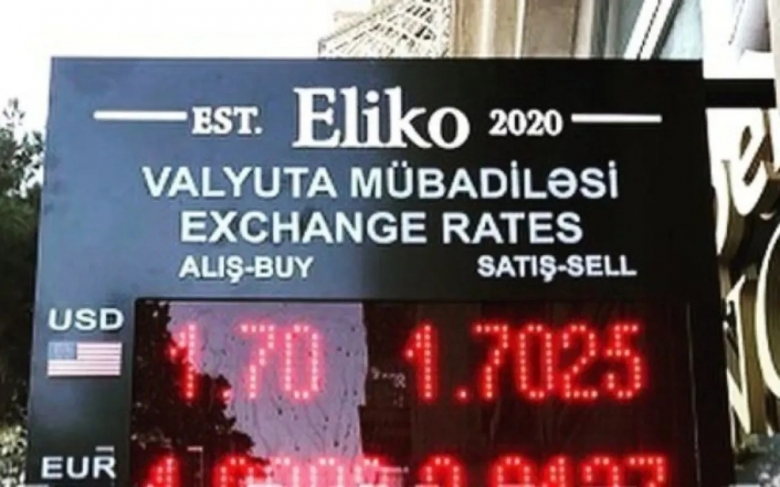 EST. Eliko 2020
VALYUTA MÜBADİLƏSİ
EXCHANGE RATES
ALIŞ-BUY SATIŞ-SELL
USD 1.70 1.7025
EUR